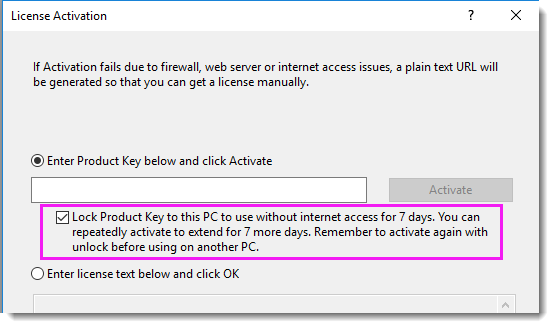 License Activation
If Activation fails due to firewall, web server or internet access issues, a plain text URL will
be generated so that you can get a license manually.
Enter Product Key below and click Activate
Activate
Lock Product Key to this PC to use without internet access for 7 days. You can
repeatedly activate to extend for 7 more days. Remember to activate again with
unlock before using on another PC.
Enter license text below and click OK